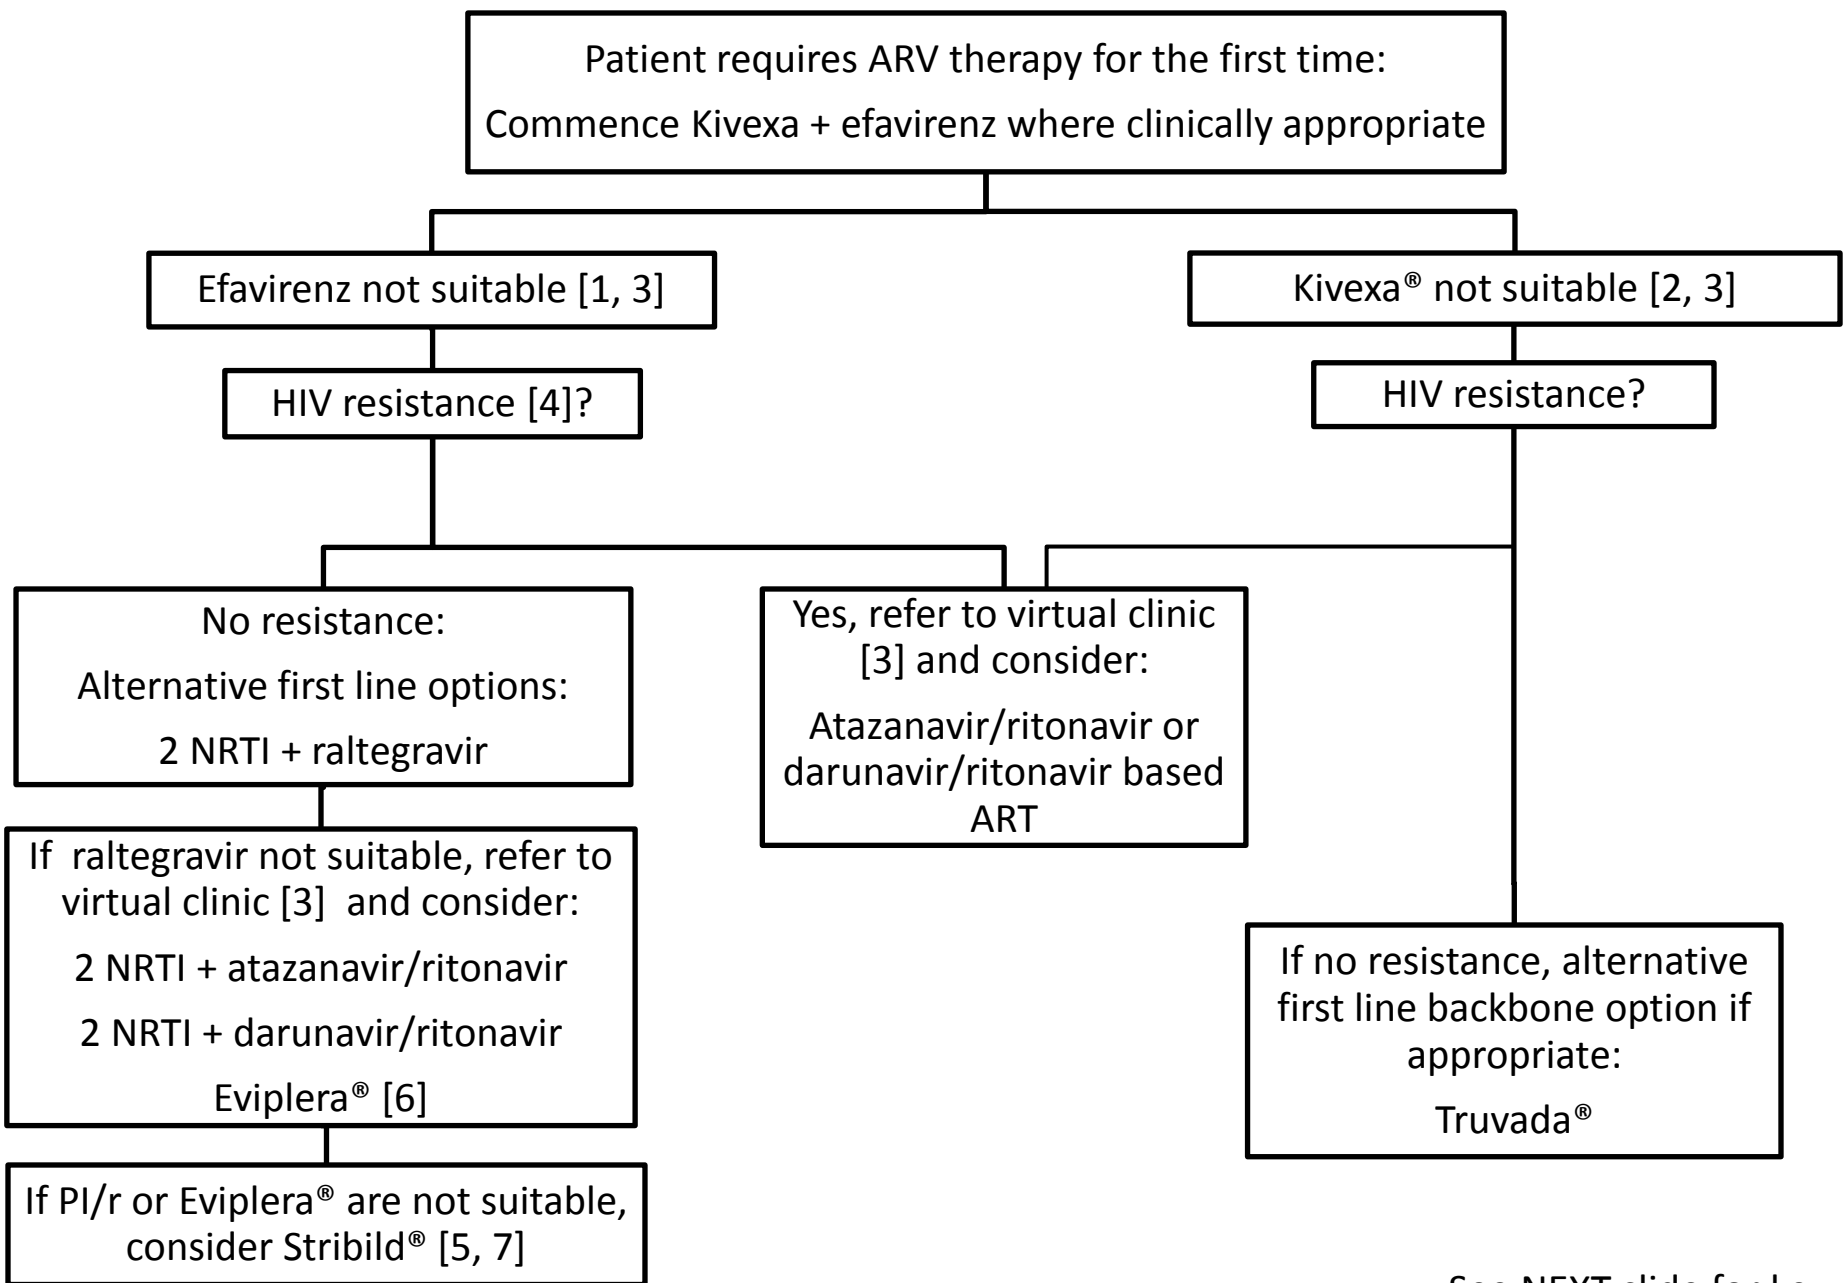 Patient requires ARV therapy for the first time:
Commence Kivexa + efavirenz where clinically appropriate
Efavirenz not suitable [1, 3]
Kivexa® not suitable [2, 3]
HIV resistance [4]?
HIV resistance?
No resistance:
Alternative first line options:
2 NRTI + raltegravir
Yes, refer to virtual clinic
[3] and consider:
Atazanavir/ritonavir or
darunavir/ritonavir based
ART
If raltegravir not suitable, refer to
virtual clinic [3] and consider:
2 NRTI + atazanavir/ritonavir
2 NRTI + darunavir/ritonavir
Eviplera® [6]
If no resistance, alternative
first line backbone option if
appropriate:
Truvada®
If PI/r or Eviplera® are not suitable,
consider Stribild® [5, 7]
See NEXT slide for